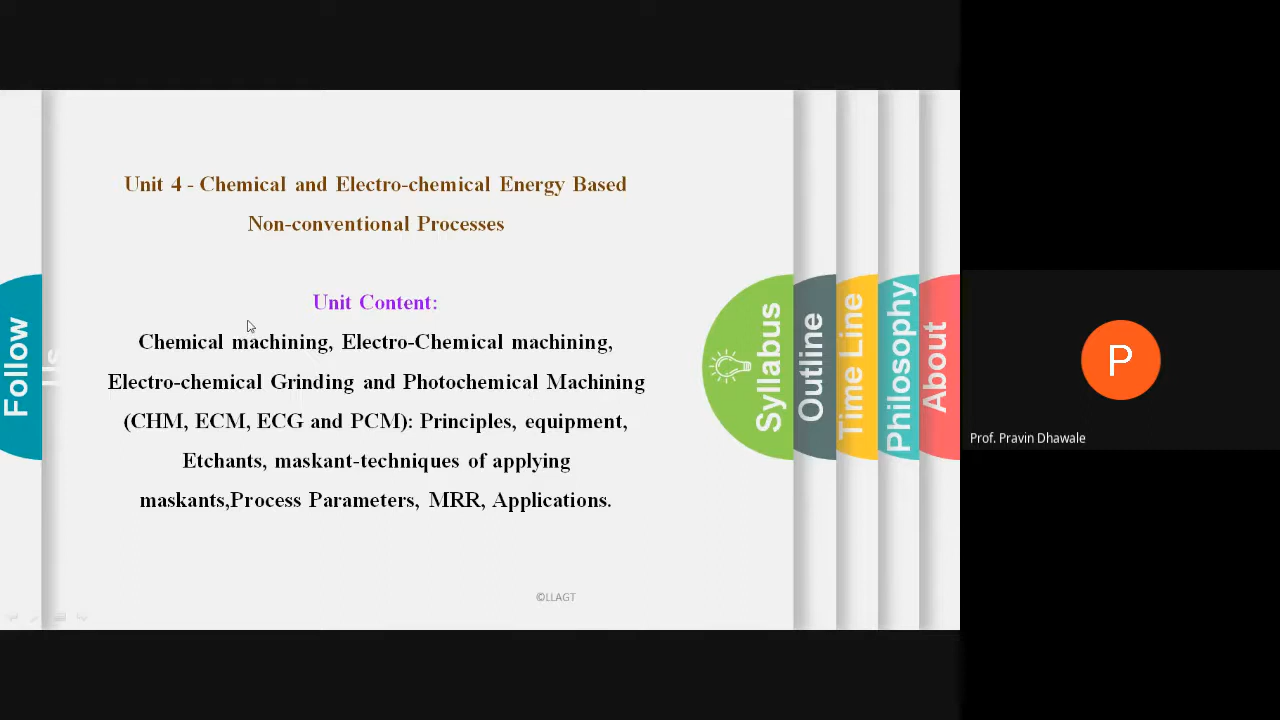 Unit 4 - Chemical and Electro-chemical Energy Based
Non-conventional Processes
Unit Content:
Chemical machining, Electro-Chemical machining,
Electro-chemical Grinding and Photochemical Machining
(CHM, ECM, ECG and PCM): Principles, equipment,
Etchants, maskant-techniques of applying
maskants,Process Parameters, MRR, Applications.
©LLAGT
Follow
Us
Syllabus
Outline
Time Line
Philosophy
About
P
Prof. Pravin Dhawale